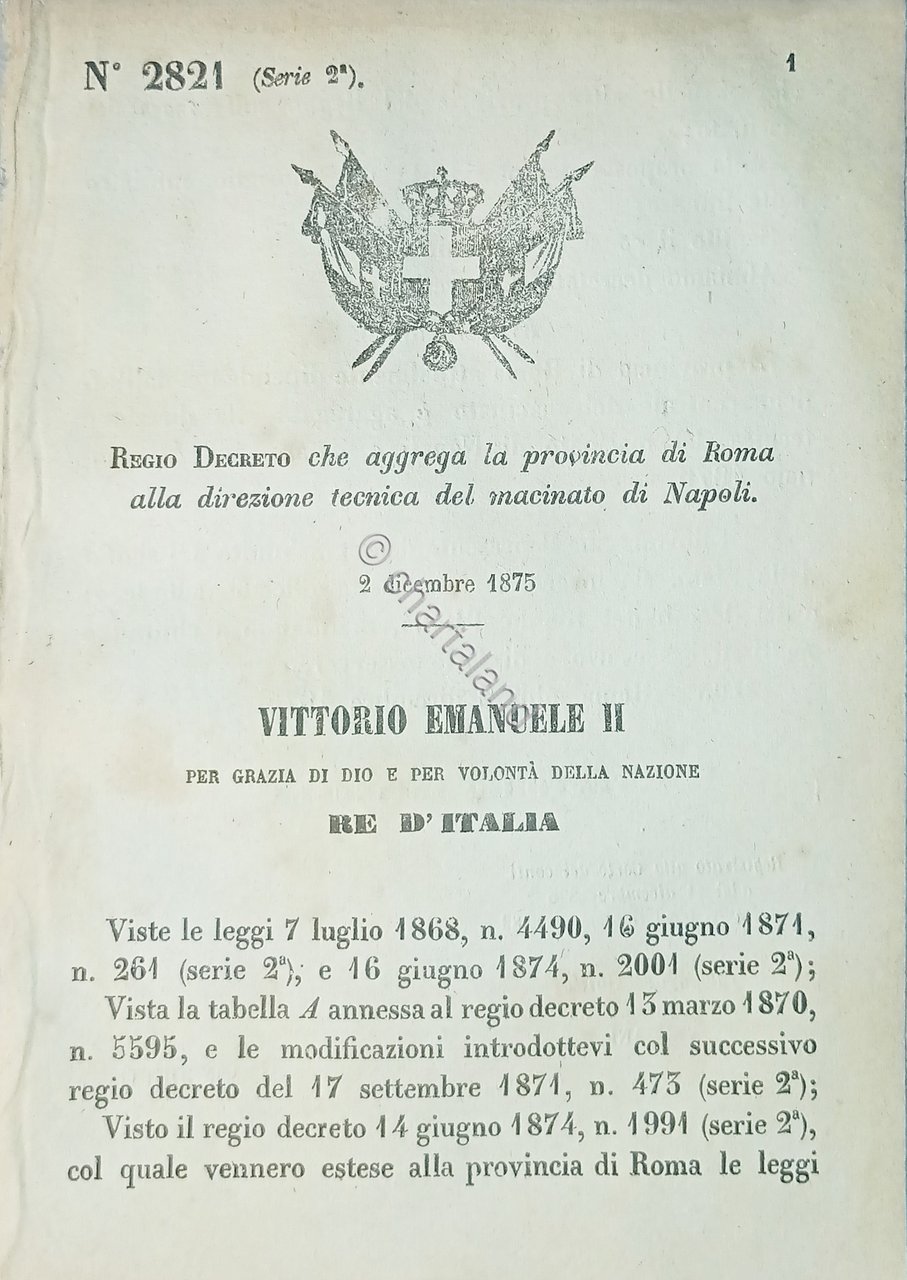 N° 2821 (Serie 2ª).
1
REGIO DECRETO che aggrega la provincia di Roma
alla direzione tecnica del macinato di Napoli.
2 dicembre 1875
© chartaland
VITTORIO EMANUELE II
PER GRAZIA DI DIO E PER VOLONTÀ DELLA NAZIONE
RE D'ITALIA
Viste le leggi 7 luglio 1868, n. 4490, 16 giugno 1871,
n. 261 (serie 2ª), e 16 giugno 1874, n. 2001 (serie 2ª);
Vista la tabella A annessa al regio decreto 13 marzo 1870,
n. 5595, e le modificazioni introdottevi col successivo
regio decreto del 17 settembre 1871, n. 473 (serie 2ª);
Visto il regio decreto 14 giugno 1874, n. 1991 (serie 2ª),
col quale vennero estese alla provincia di Roma le leggi